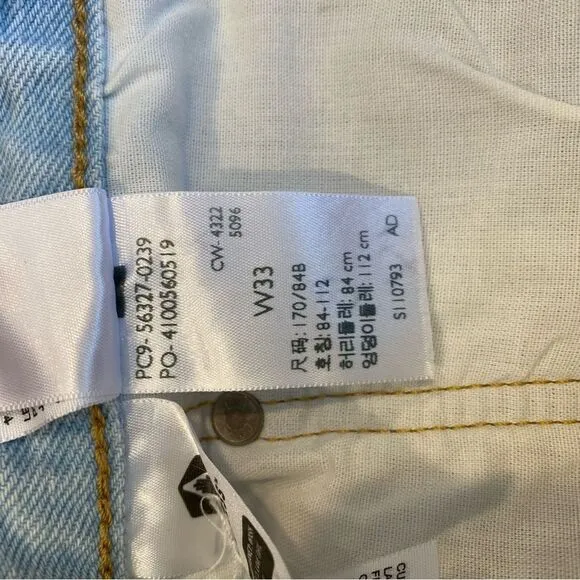 PC9- 56327-0239
PO- 4100560519
CW- 4322
5096
W33
尺码: 170/84B
호칭: 84-112
허리둘레: 84 cm
엉덩이둘레: 112 cm
S110793 AD